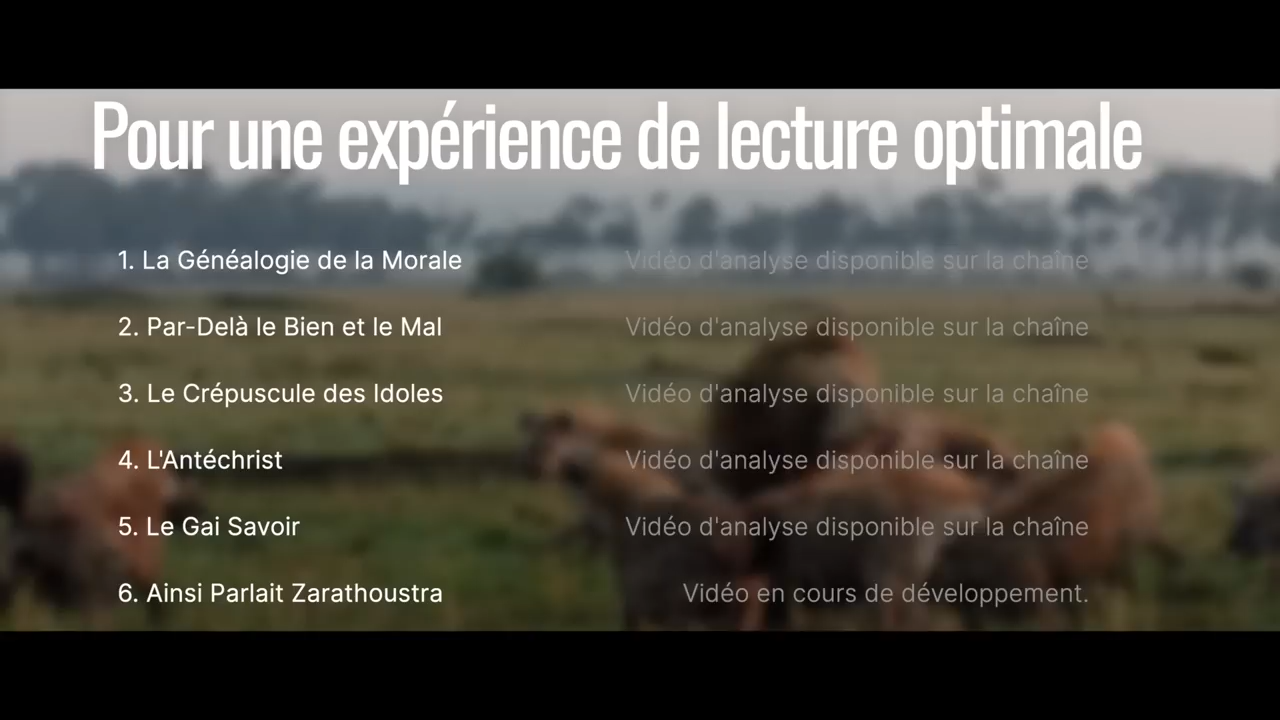 Pour une expérience de lecture optimale
1. La Généalogie de la Morale Vidéo d'analyse disponible sur la chaîne
2. Par-Delà le Bien et le Mal Vidéo d'analyse disponible sur la chaîne
3. Le Crépuscule des Idoles Vidéo d'analyse disponible sur la chaîne
4. L'Antéchrist Vidéo d'analyse disponible sur la chaîne
5. Le Gai Savoir Vidéo d'analyse disponible sur la chaîne
6. Ainsi Parlait Zarathoustra Vidéo en cours de développement.